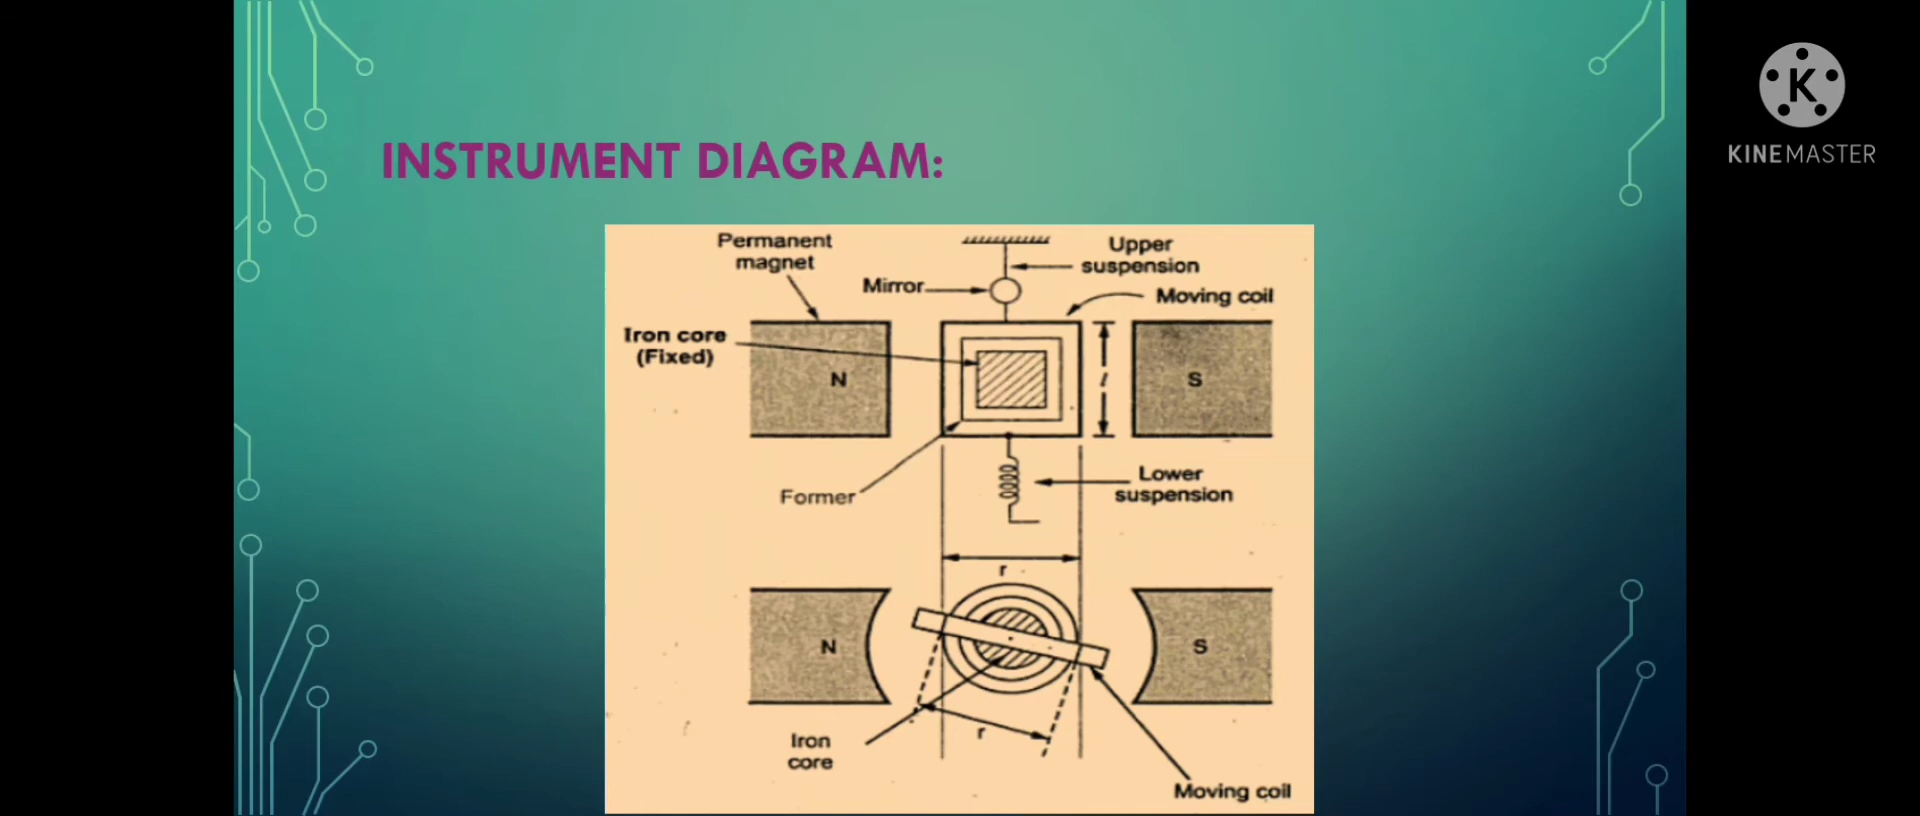 INSTRUMENT DIAGRAM:
K
KINEMASTER
Permanent
magnet
Upper
suspension
Mirror
Moving coil
Iron core
(Fixed)
N
l
S
Former
Lower
suspension
r
N
S
r
Iron
core
Moving coil